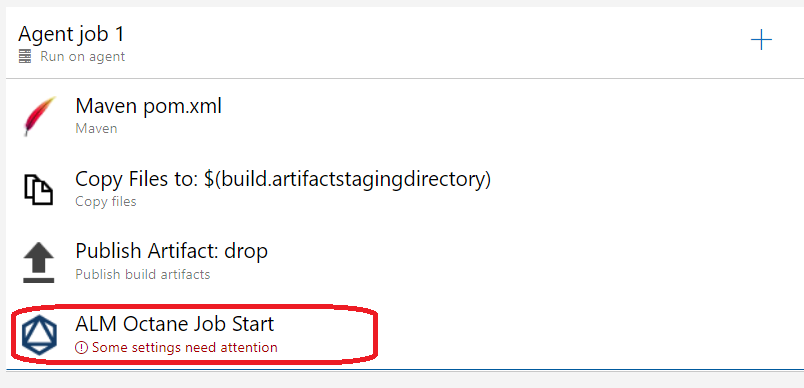 Agent job 1
Run on agent
Maven pom.xml
Maven
Copy Files to: $(build.artifactstagingdirectory)
Copy files
Publish Artifact: drop
Publish build artifacts
ALM Octane Job Start
Some settings need attention